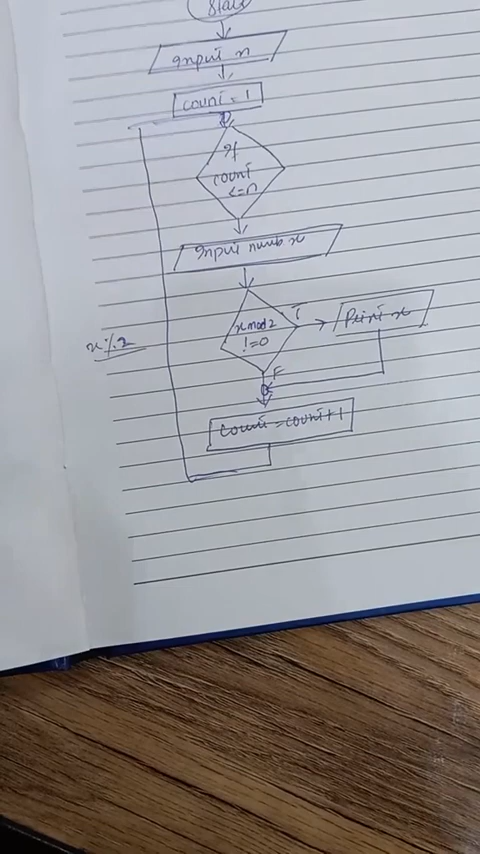 Start
Input n
count = 1
If
count
<=n
Input numb x
x mod 2
!=0
T
Print x
x%2
F
count = count+1